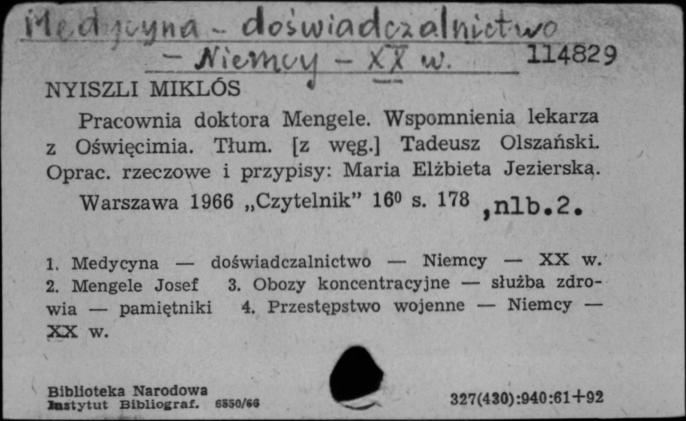 Medycyna - doświadczalnictwo
- Niemcy - XX w. 114829
NYISZLI MIKLÓS
Pracownia doktora Mengele. Wspomnienia lekarza
z Oświęcimia. Tłum. [z węg.] Tadeusz Olszański.
Oprac. rzeczowe i przypisy: Maria Elżbieta Jezierska.
Warszawa 1966 „Czytelnik” 16⁰ s. 178 ,nlb.2.
1. Medycyna — doświadczalnictwo — Niemcy — XX w.
2. Mengele Josef 3. Obozy koncentracyjne — służba zdro-
wia — pamiętniki 4. Przestępstwo wojenne — Niemcy —
XX w.
Biblioteka Narodowa
Instytut Bibliograf. 6550/66 327(430):940:61+92